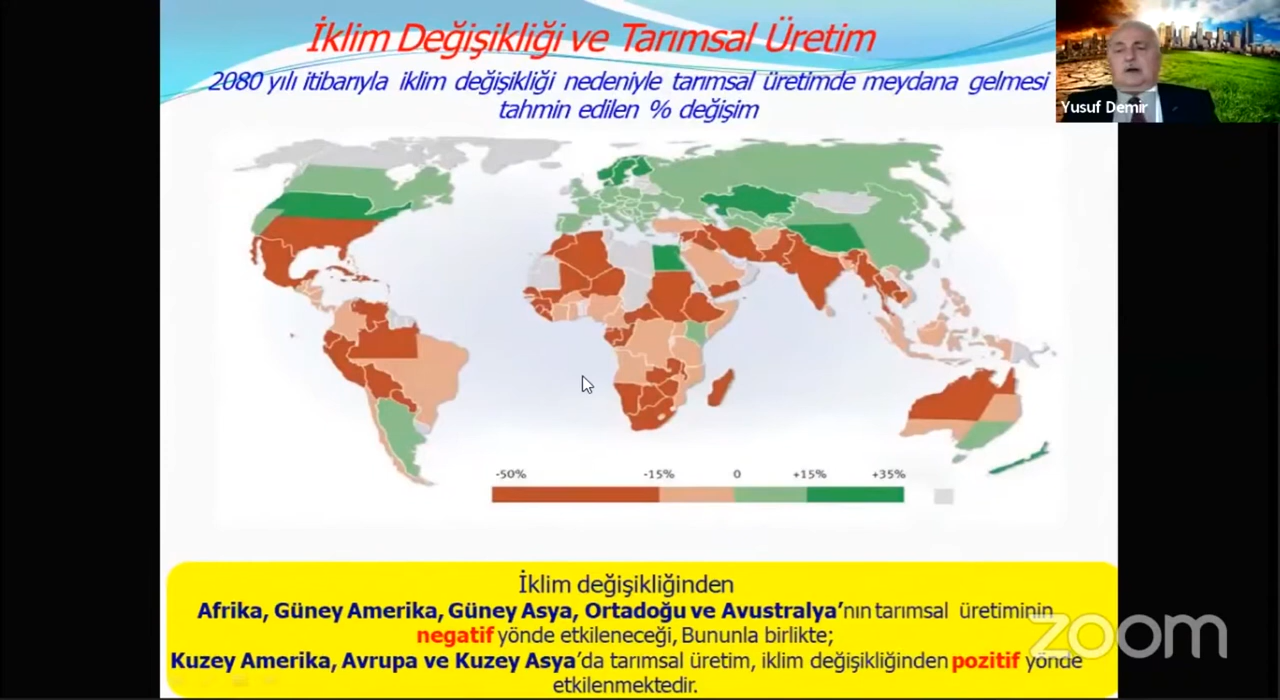 İklim Değişikliği ve Tarımsal Üretim
2080 yılı itibarıyla iklim değişikliği nedeniyle tarımsal üretimde meydana gelmesi
tahmin edilen % değişim
Yusuf Demir
-50% -15% 0 +15% +35%
İklim değişikliğinden
Afrika, Güney Amerika, Güney Asya, Ortadoğu ve Avustralya’nın tarımsal üretiminin
negatif yönde etkileneceği, Bununla birlikte;
Kuzey Amerika, Avrupa ve Kuzey Asya’da tarımsal üretim, iklim değişikliğinden pozitif yönde
etkilenmektedir.
zoom